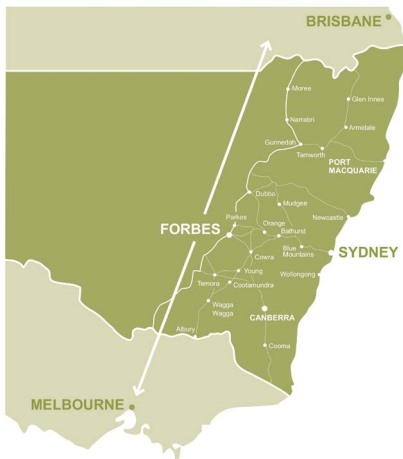 BRISBANE
Moree
Glen Innes
Narrabri
Armidale
Gunnedah
Tamworth
PORT
MACQUARIE
Dubbo
Mudgee
Parkes
Newcastle
FORBES
Orange
Bathurst
Blue
Mountains
SYDNEY
Cowra
Young
Wollongong
Temora
Cootamundra
Wagga
Wagga
CANBERRA
Albury
Cooma
MELBOURNE